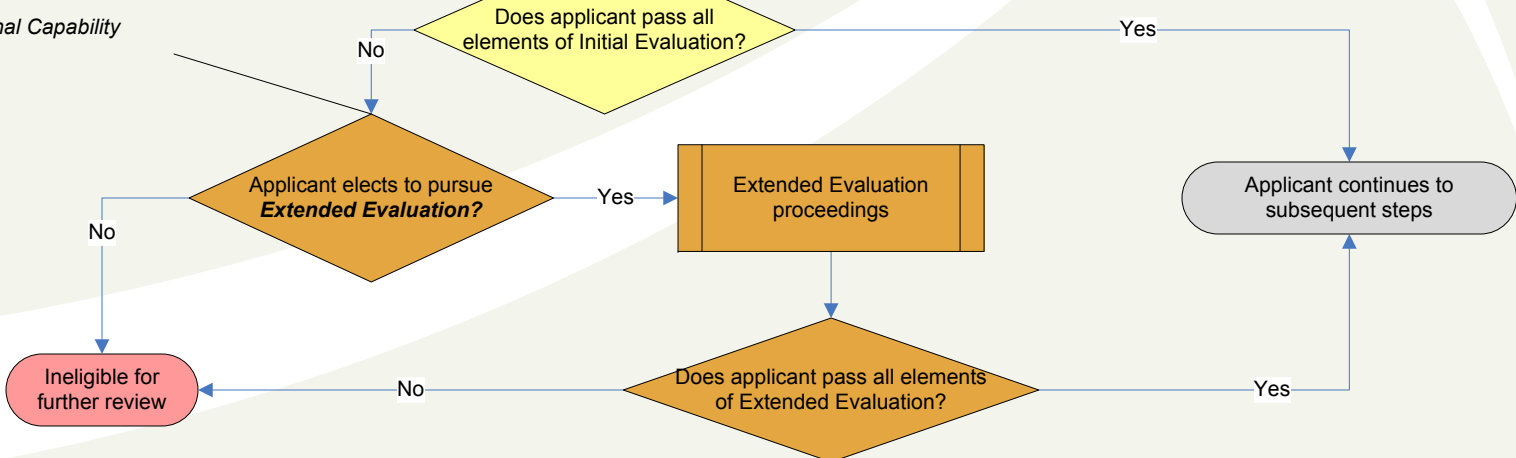 Does applicant pass all
elements of Initial Evaluation?
Capability
No
Yes
Applicant elects to pursue
Extended Evaluation?
Yes
Extended Evaluation
proceedings
Applicant continues to
subsequent steps
No
Ineligible for
further review
No
Does applicant pass all elements
of Extended Evaluation?
Yes